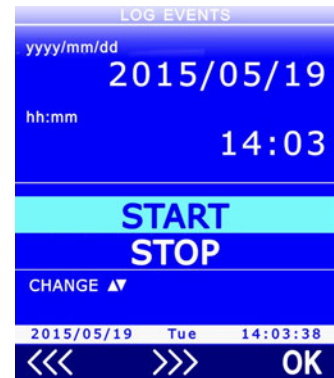 LOG EVENTS
yyyy/mm/dd
2015/05/19
hh:mm
14:03
START
STOP
CHANGE ▲▼
2015/05/19 Tue 14:03:38
<<< >>> OK